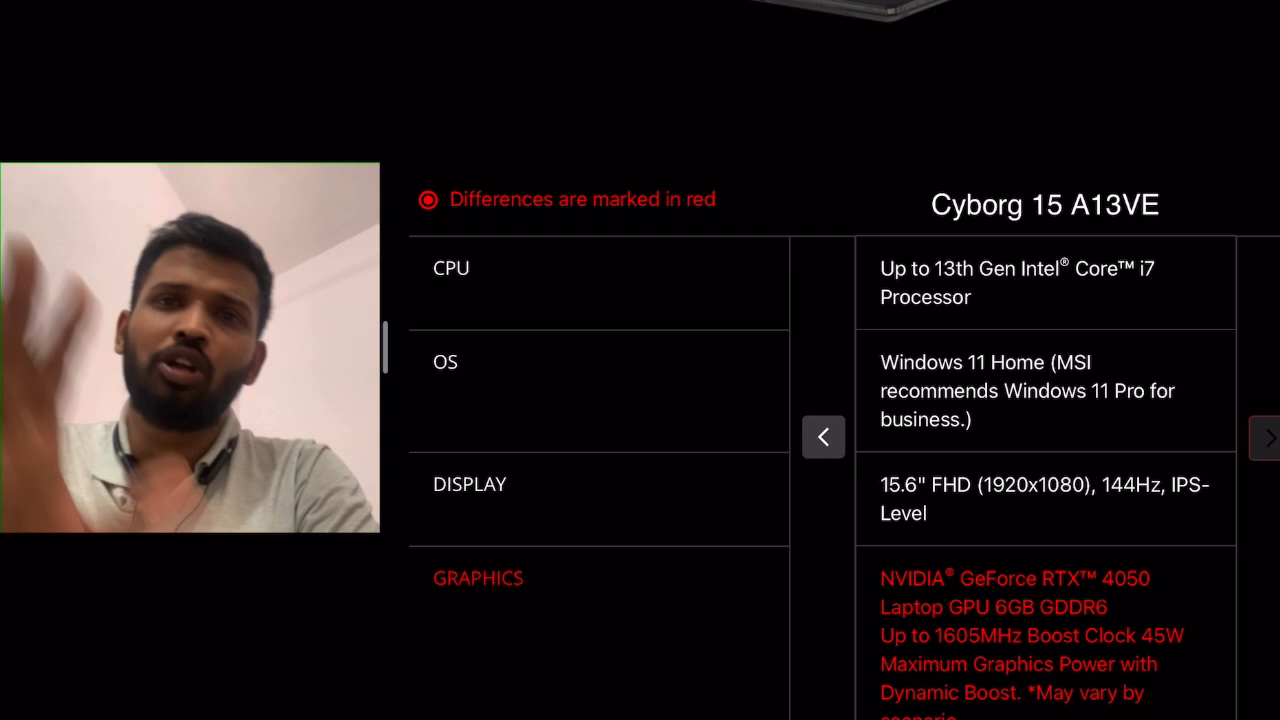 Differences are marked in red
Cyborg 15 A13VE
CPU
Up to 13th Gen Intel® Core™ i7
Processor
OS
Windows 11 Home (MSI
recommends Windows 11 Pro for
business.)
DISPLAY
15.6" FHD (1920x1080), 144Hz, IPS-
Level
GRAPHICS
NVIDIA® GeForce RTX™ 4050
Laptop GPU 6GB GDDR6
Up to 1605MHz Boost Clock 45W
Maximum Graphics Power with
Dynamic Boost. *May vary by